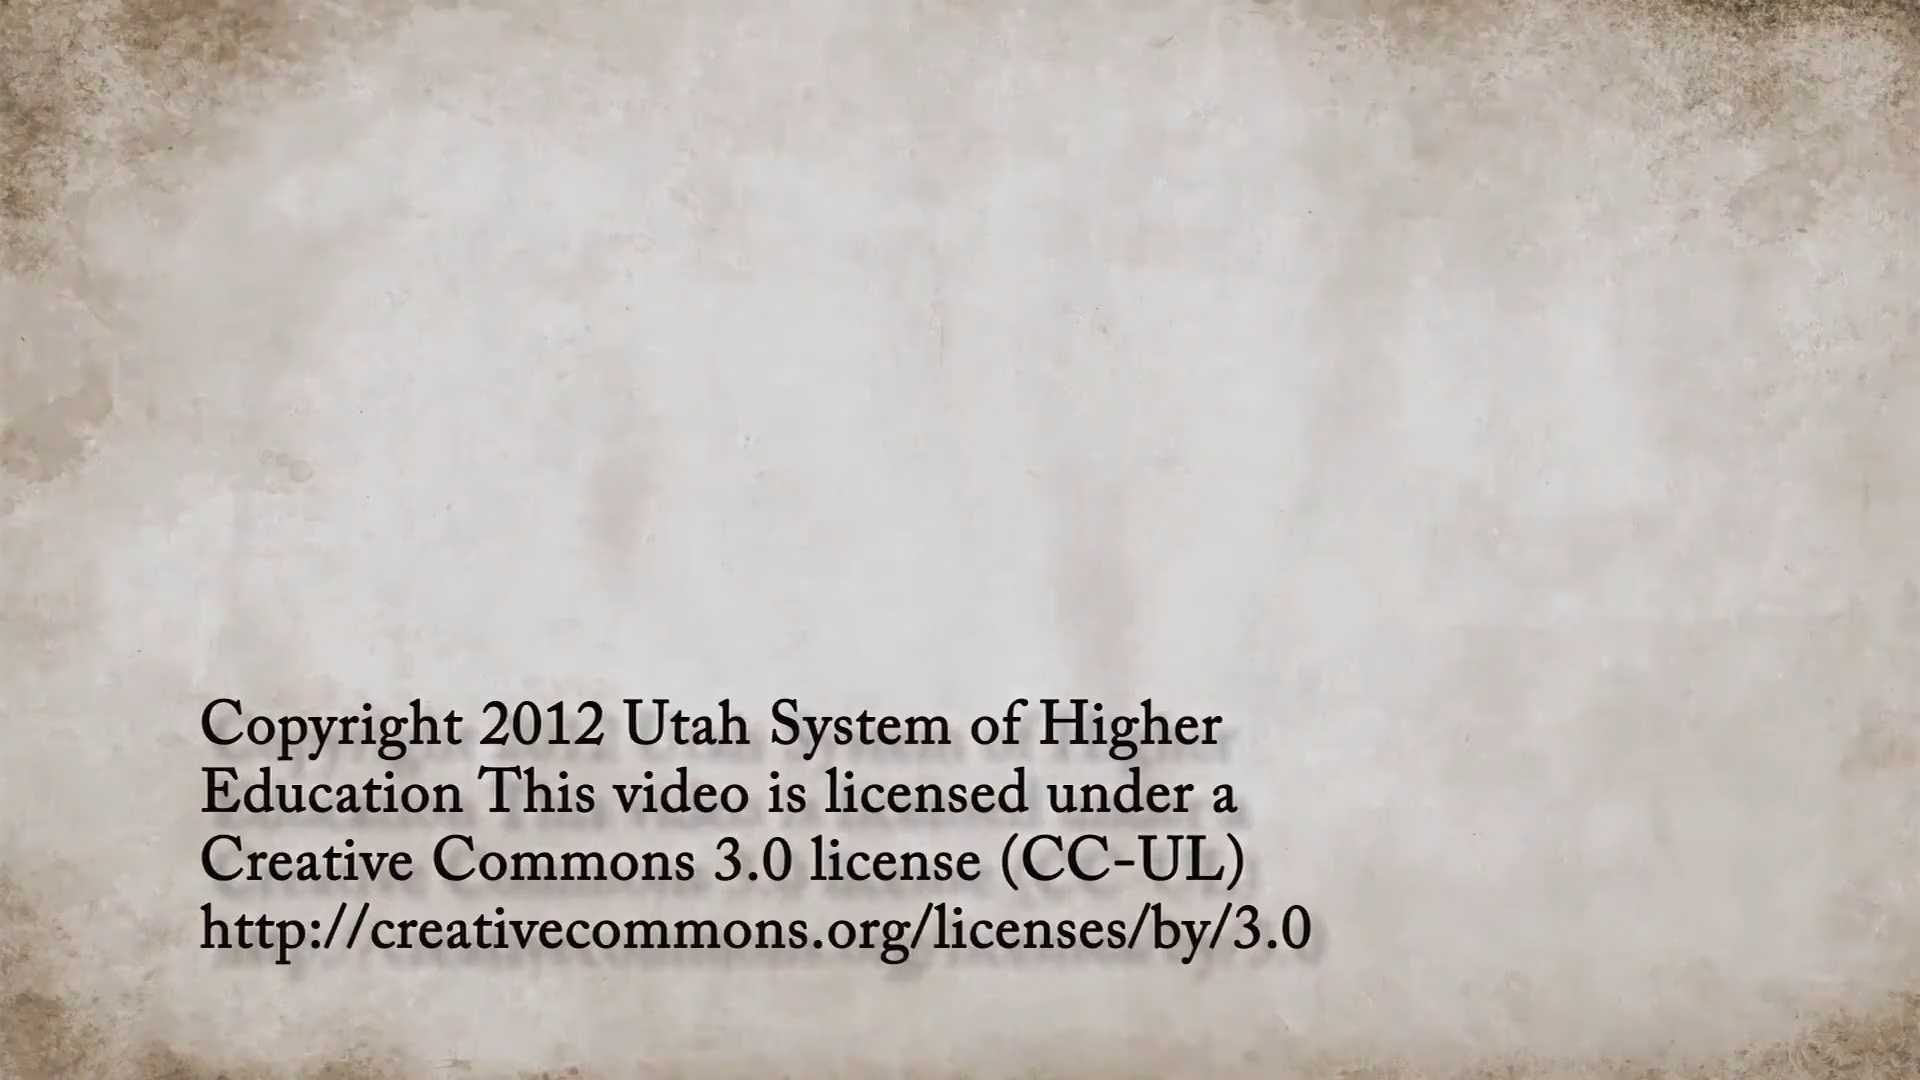 Copyright 2012 Utah System of Higher
Education This video is licensed under a
Creative Commons 3.0 license (CC-UL)
http://creativecommons.org/licenses/by/3.0